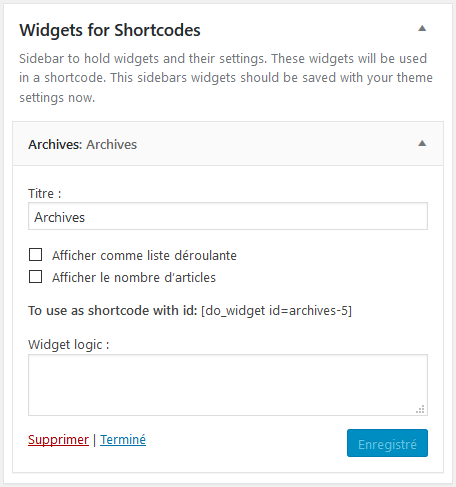 Widgets for Shortcodes
Sidebar to hold widgets and their settings. These widgets will be used
in a shortcode. This sidebars widgets should be saved with your theme
settings now.
Archives: Archives
Titre :
Archives
Afficher comme liste déroulante
Afficher le nombre d'articles
To use as shortcode with id: [do_widget id=archives-5]
Widget logic :
Supprimer | Terminé
Enregistré